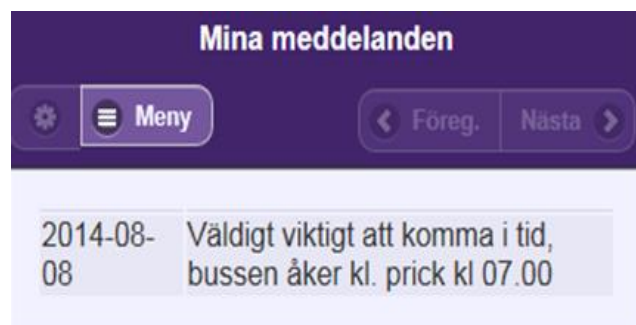 Mina meddelanden
Meny
Föreg.
Nästa
2014-08-
08
Väldigt viktigt att komma i tid,
bussen åker kl. prick kl 07.00